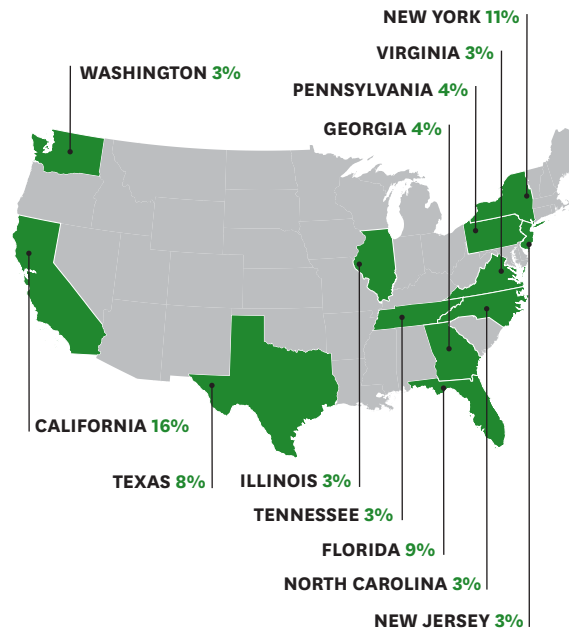 NEW YORK 11%
VIRGINIA 3%
WASHINGTON 3%
PENNSYLVANIA 4%
GEORGIA 4%
CALIFORNIA 16%
TEXAS 8%
ILLINOIS 3%
TENNESSEE 3%
FLORIDA 9%
NORTH CAROLINA 3%
NEW JERSEY 3%